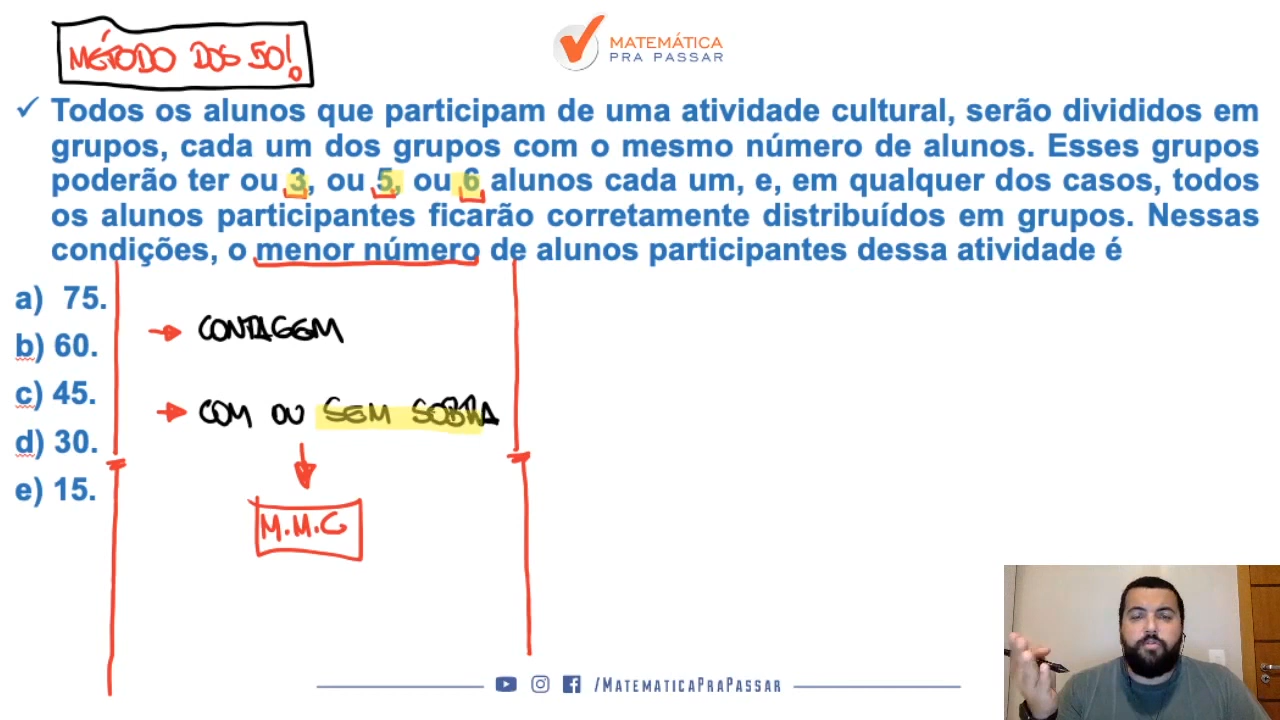 MÉTODO DOS 50!
MATEMÁTICA
PRA PASSAR
✓ Todos os alunos que participam de uma atividade cultural, serão divididos em
grupos, cada um dos grupos com o mesmo número de alunos. Esses grupos
poderão ter ou 3, ou 5, ou 6 alunos cada um, e, em qualquer dos casos, todos
os alunos participantes ficarão corretamente distribuídos em grupos. Nessas
condições, o menor número de alunos participantes dessa atividade é
a) 75.
b) 60.
c) 45.
d) 30.
e) 15.
→ CONTAGEM
→ COM OU SEM SOBRA
M.M.C
/MATEMATICAPRAPASSAR